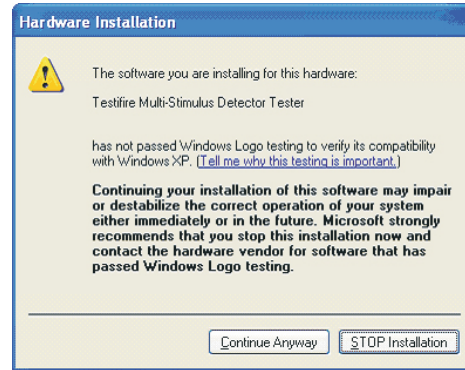 Hardware Installation
The software you are installing for this hardware:
Testifire Multi-Stimulus Detector Tester
has not passed Windows Logo testing to verify its compatibility
with Windows XP. (Tell me why this testing is important.)
Continuing your installation of this software may impair
or destabilize the correct operation of your system
either immediately or in the future. Microsoft strongly
recommends that you stop this installation now and
contact the hardware vendor for software that has
passed Windows Logo testing.
Continue Anyway
STOP Installation